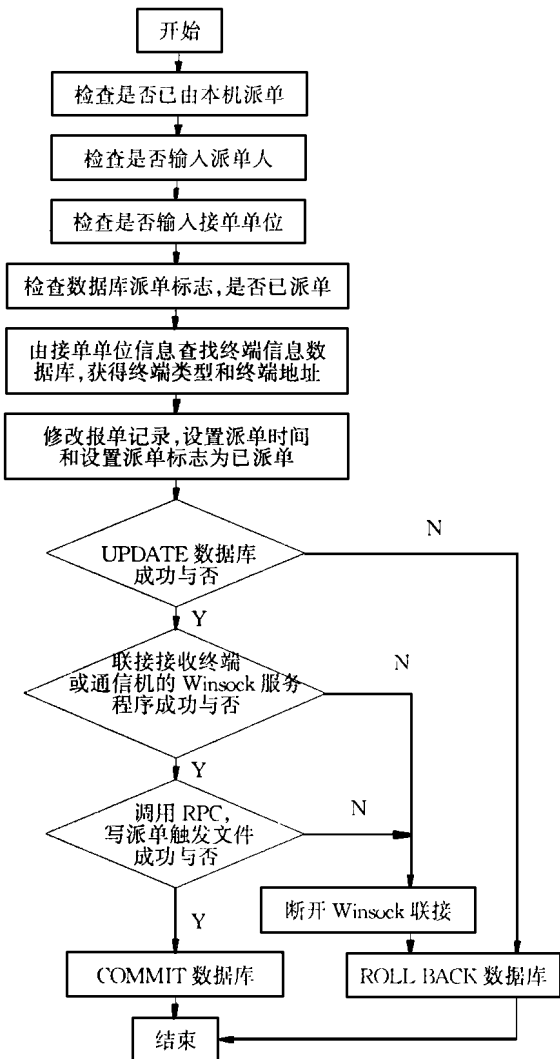 开始
检查是否已由本机派单
检查是否输入派单人
检查是否输入接单单位
检查数据库派单标志,是否已派单
由接单单位信息查找终端信息数
据库,获得终端类型和终端地址
修改报单记录,设置派单时间
和设置派单标志为已派单
N
UPDATE 数据库
成功与否
Y
联接接收终端
或通信机的 Winsock 服务
程序成功与否
N
Y
调用 RPC,
写派单触发文件
成功与否
N
Y
断开 Winsock 联接
COMMIT 数据库
ROLL BACK 数据库
结束